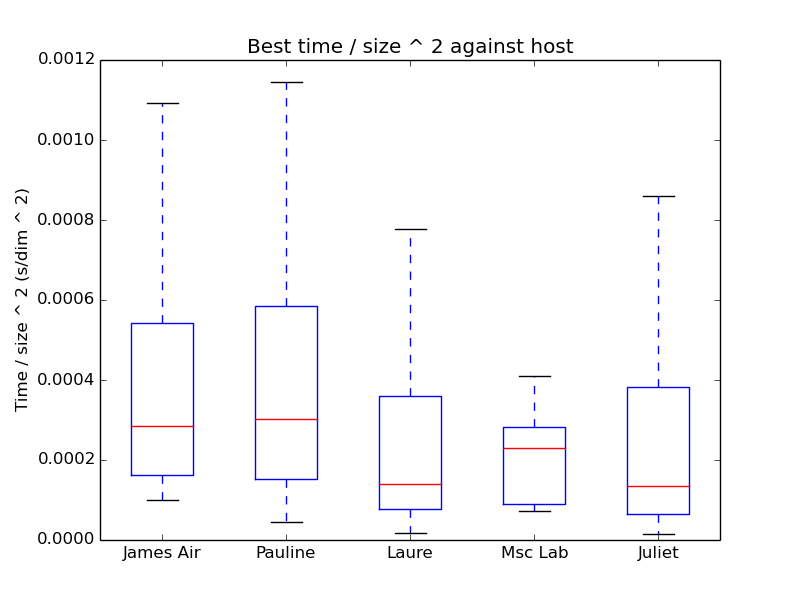 Best time / size ^ 2 against host
Time / size ^ 2 (s/dim ^ 2)
0.0012
0.0010
0.0008
0.0006
0.0004
0.0002
0.0000
James Air Pauline Laure Msc Lab Juliet